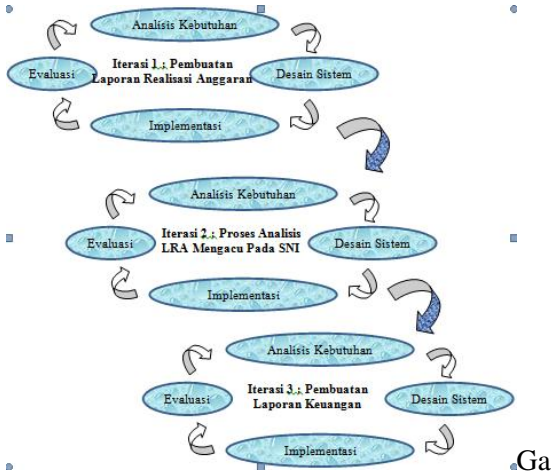 Analisis Kebutuhan
Evaluasi
Iterasi 1 : Pembuatan
Laporan Realisasi Anggaran
Desain Sistem
Implementasi
Analisis Kebutuhan
Evaluasi
Iterasi 2 : Proses Analisis
LRA Mengacu Pada SNI
Desain Sistem
Implementasi
Analisis Kebutuhan
Evaluasi
Iterasi 3 : Pembuatan
Laporan Keuangan
Desain Sistem
Implementasi
Ga